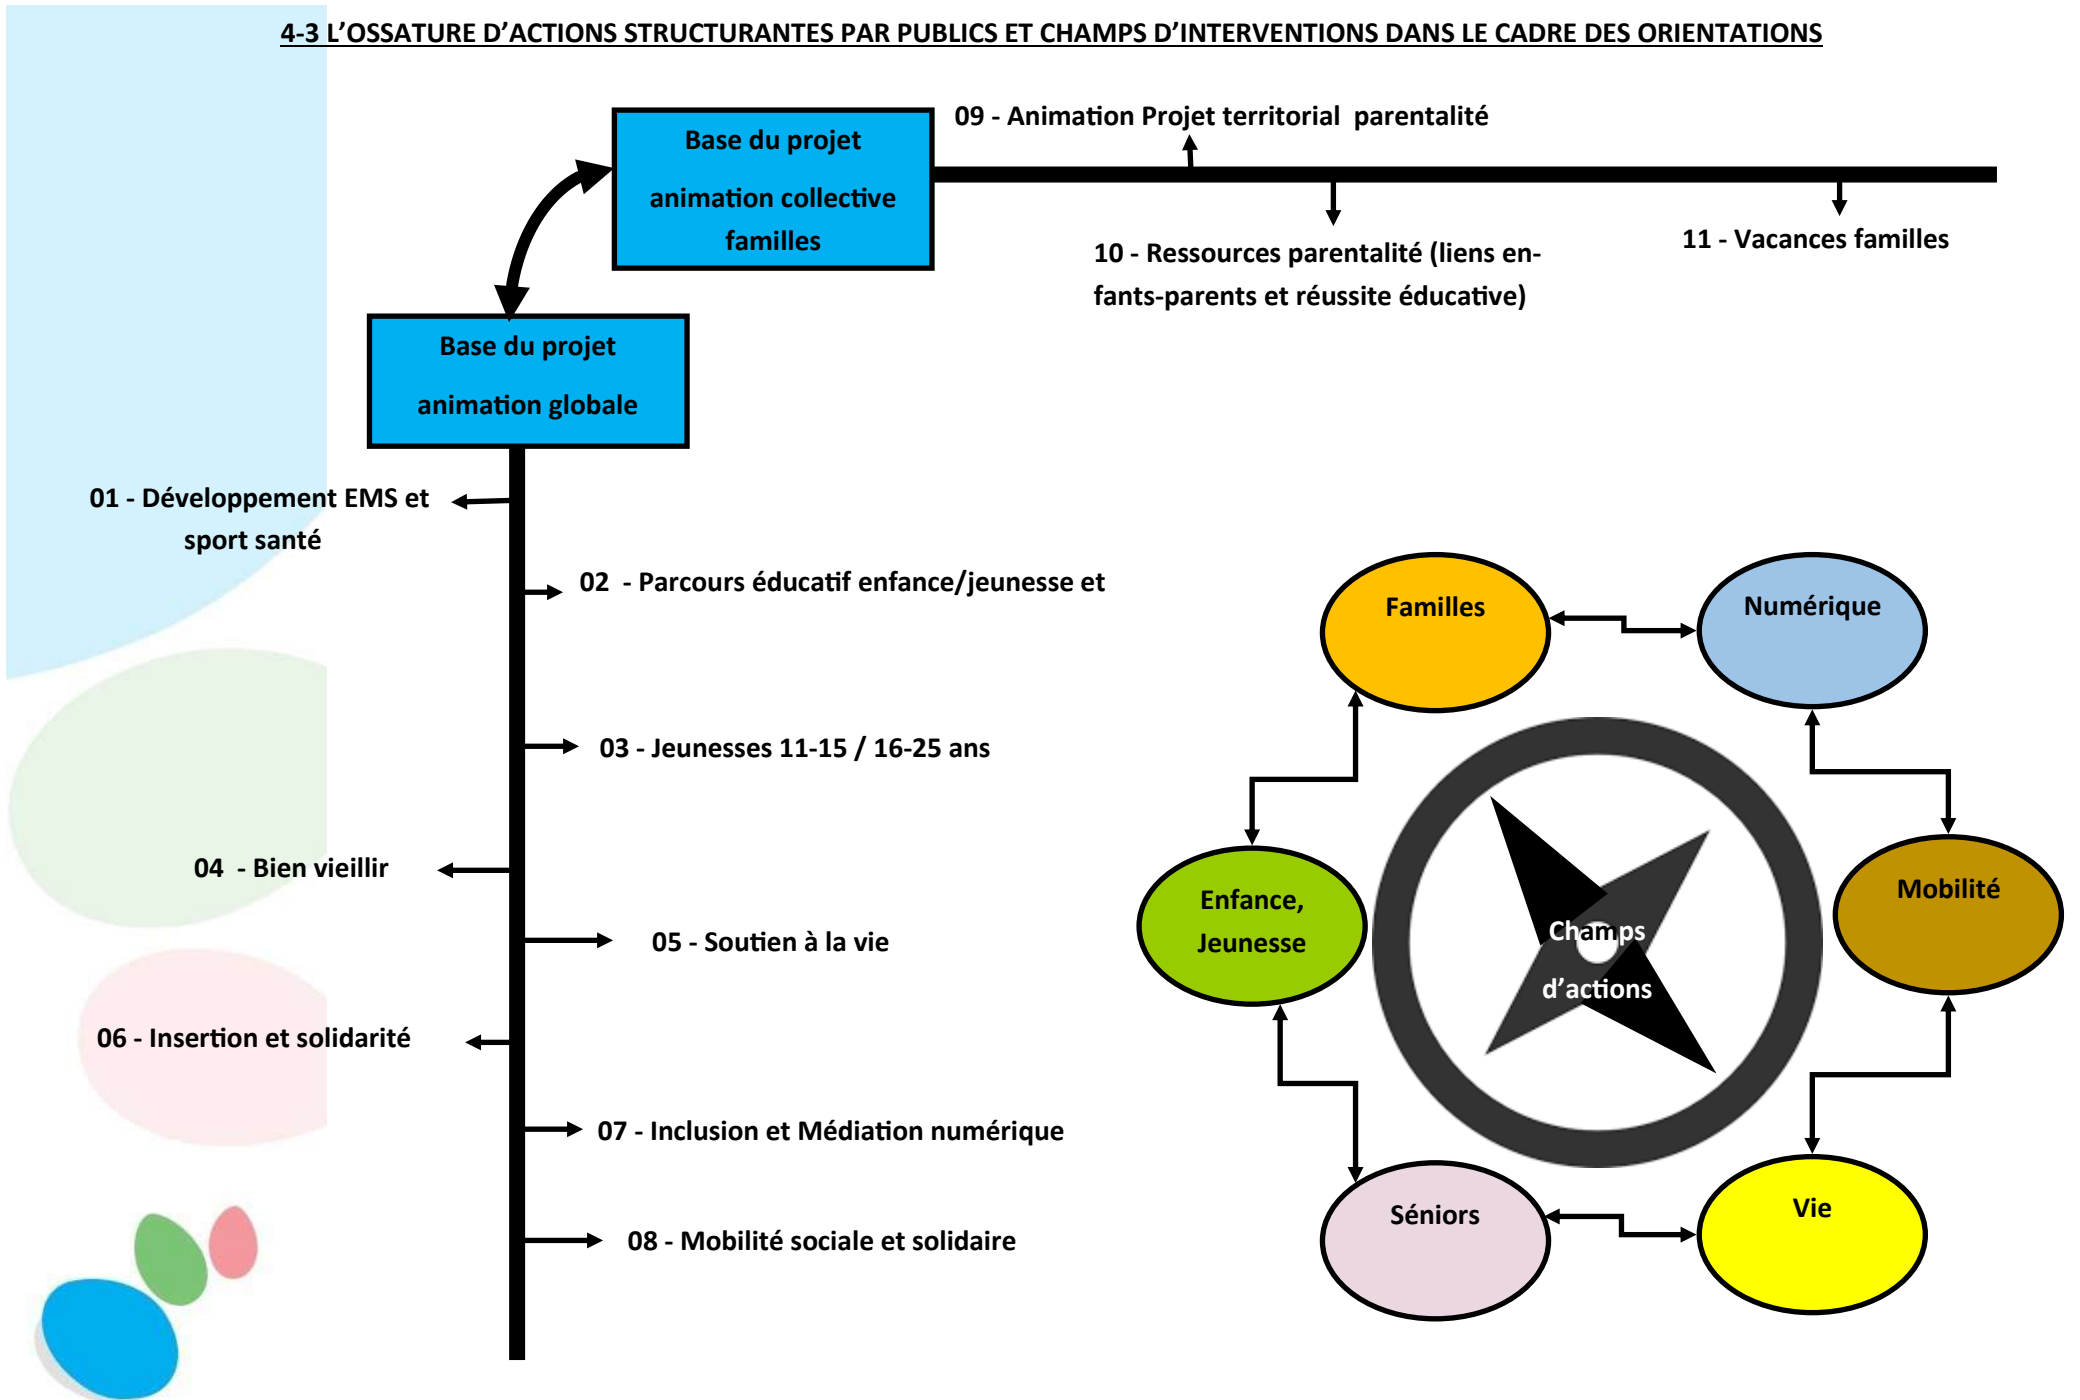 4-3 L’OSSATURE D’ACTIONS STRUCTURANTES PAR PUBLICS ET CHAMPS D’INTERVENTIONS DANS LE CADRE DES ORIENTATIONS
Base du projet
animation collective
familles
09 - Animation Projet territorial  parentalité
10 - Ressources parentalité (liens en-
fants-parents et réussite éducative)
11 - Vacances familles
Base du projet
animation globale
01 - Développement EMS et
sport santé
02  - Parcours éducatif enfance/jeunesse et
03 - Jeunesses 11-15 / 16-25 ans
04  - Bien vieillir
05 - Soutien à la vie
06 - Insertion et solidarité
07 - Inclusion et Médiation numérique
08 - Mobilité sociale et solidaire
Familles
Numérique
Enfance,
Jeunesse
Champs
d’actions
Mobilité
Séniors
Vie